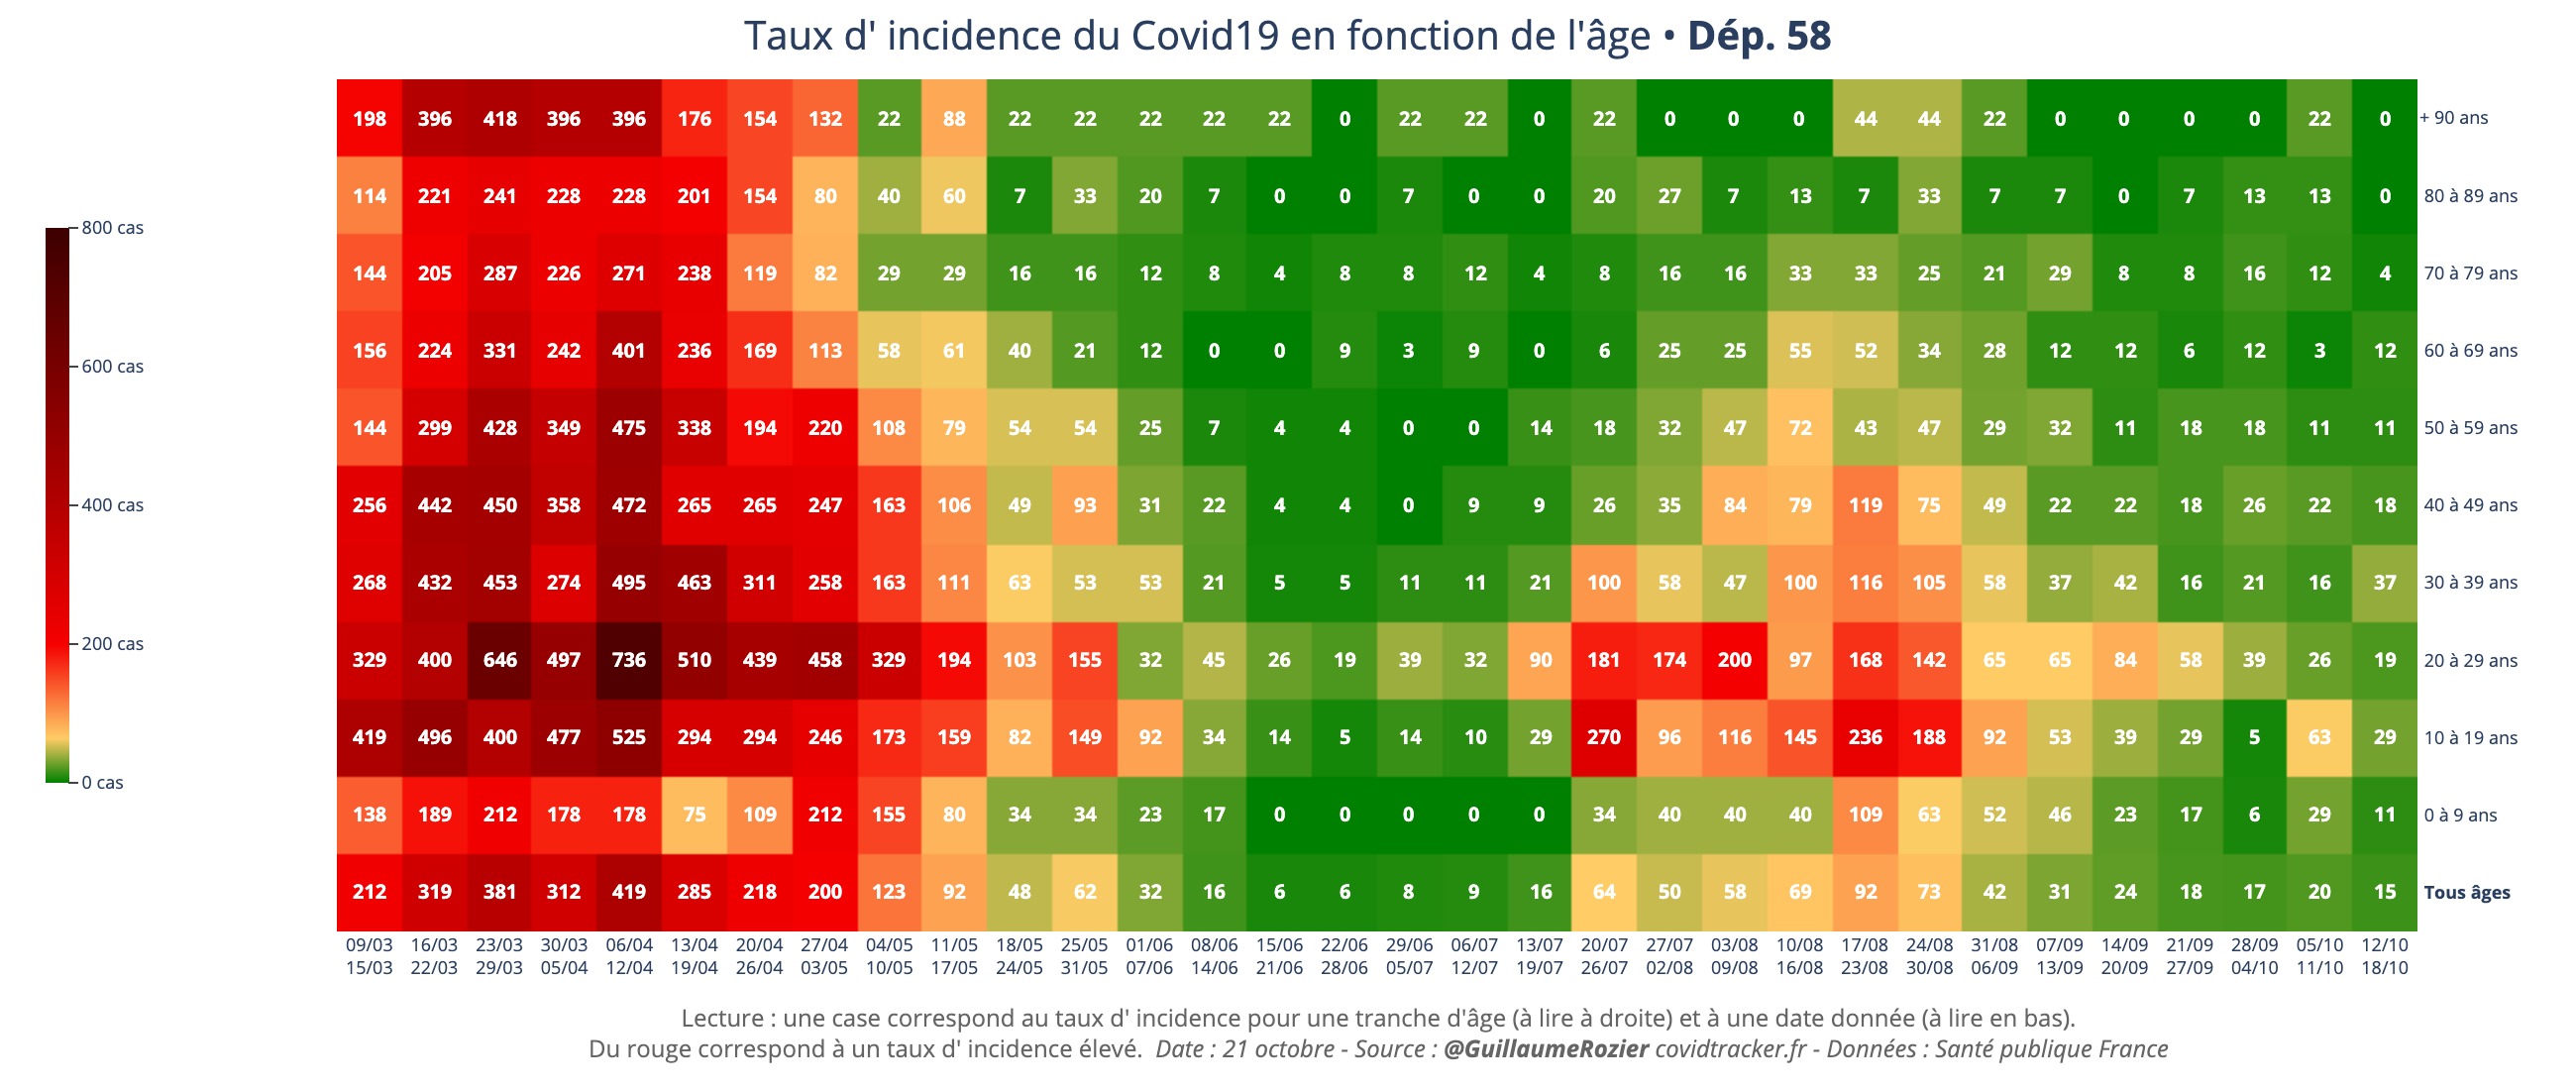 Taux d' incidence du Covid19 en fonction de l'âge • Dép. 58
800 cas
600 cas
400 cas
200 cas
0 cas
198 396 418 396 396 176 154 132 22 88 22 22 22 22 22 0 22 22 0 22 0 0 0 44 44 22 0 0 0 0 22 0 + 90 ans
114 221 241 228 228 201 154 80 40 60 7 33 20 7 0 0 7 0 0 20 27 7 13 7 33 7 7 0 7 13 13 0 80 à 89 ans
144 205 287 226 271 238 119 82 29 29 16 16 12 8 4 8 8 12 4 8 16 16 33 33 25 21 29 8 8 16 12 4 70 à 79 ans
156 224 331 242 401 236 169 113 58 61 40 21 12 0 0 9 3 9 0 6 25 25 55 52 34 28 12 12 6 12 3 12 60 à 69 ans
144 299 428 349 475 338 194 220 108 79 54 54 25 7 4 4 0 0 14 18 32 47 72 43 47 29 32 11 18 18 11 11 50 à 59 ans
256 442 450 358 472 265 265 247 163 106 49 93 31 22 4 4 0 9 9 26 35 84 79 119 75 49 22 22 18 26 22 18 40 à 49 ans
268 432 453 274 495 463 311 258 163 111 63 53 53 21 5 5 11 11 21 100 58 47 100 116 105 58 37 42 16 21 16 37 30 à 39 ans
329 400 646 497 736 510 439 458 329 194 103 155 32 45 26 19 39 32 90 181 174 200 97 168 142 65 65 84 58 39 26 19 20 à 29 ans
419 496 400 477 525 294 294 246 173 159 82 149 92 34 14 5 14 10 29 270 96 116 145 236 188 92 53 39 29 5 63 29 10 à 19 ans
138 189 212 178 178 75 109 212 155 80 34 34 23 17 0 0 0 0 0 34 40 40 40 109 63 52 46 23 17 6 29 11 0 à 9 ans
212 319 381 312 419 285 218 200 123 92 48 62 32 16 6 6 8 9 16 64 50 58 69 92 73 42 31 24 18 17 20 15 Tous âges
09/03 16/03 23/03 30/03 06/04 13/04 20/04 27/04 04/05 11/05 18/05 25/05 01/06 08/06 15/06 22/06 29/06 06/07 13/07 20/07 27/07 03/08 10/08 17/08 24/08 31/08 07/09 14/09 21/09 28/09 05/10 12/10
15/03 22/03 29/03 05/04 12/04 19/04 26/04 03/05 10/05 17/05 24/05 31/05 07/06 14/06 21/06 28/06 05/07 12/07 19/07 26/07 02/08 09/08 16/08 23/08 30/08 06/09 13/09 20/09 27/09 04/10 11/10 18/10
Lecture : une case correspond au taux d' incidence pour une tranche d'âge (à lire à droite) et à une date donnée (à lire en bas).
Du rouge correspond à un taux d' incidence élevé. Date : 21 octobre - Source : @GuillaumeRozier covidtracker.fr - Données : Santé publique France